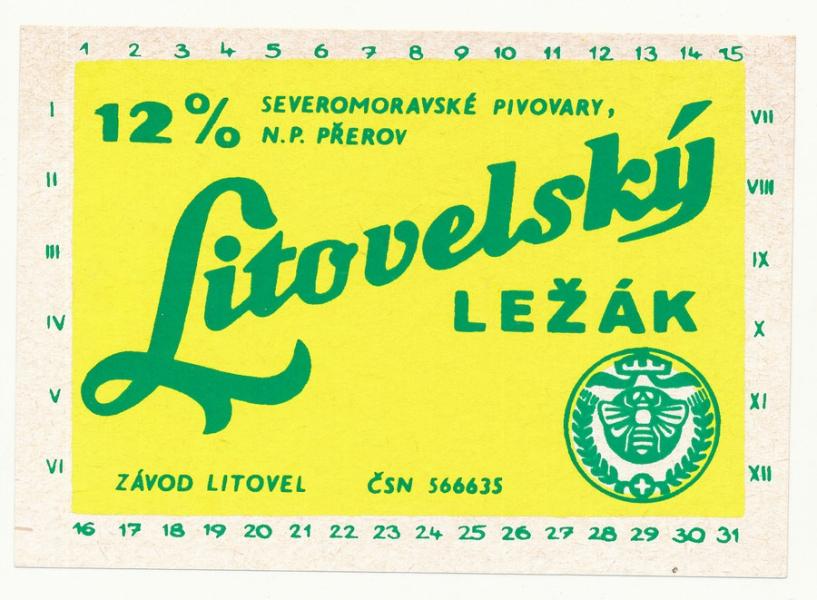 1 2 3 4 5 6 7 8 9 10 11 12 13 14 15
12% SEVEROMORAVSKÉ PIVOVARY,
N.P. PŘEROV
Litovelský
LEŽÁK
ZÁVOD LITOVEL ČSN 566635
I
II
III
IV
V
VI
VII
VIII
IX
X
XI
XII
16 17 18 19 20 21 22 23 24 25 26 27 28 29 30 31